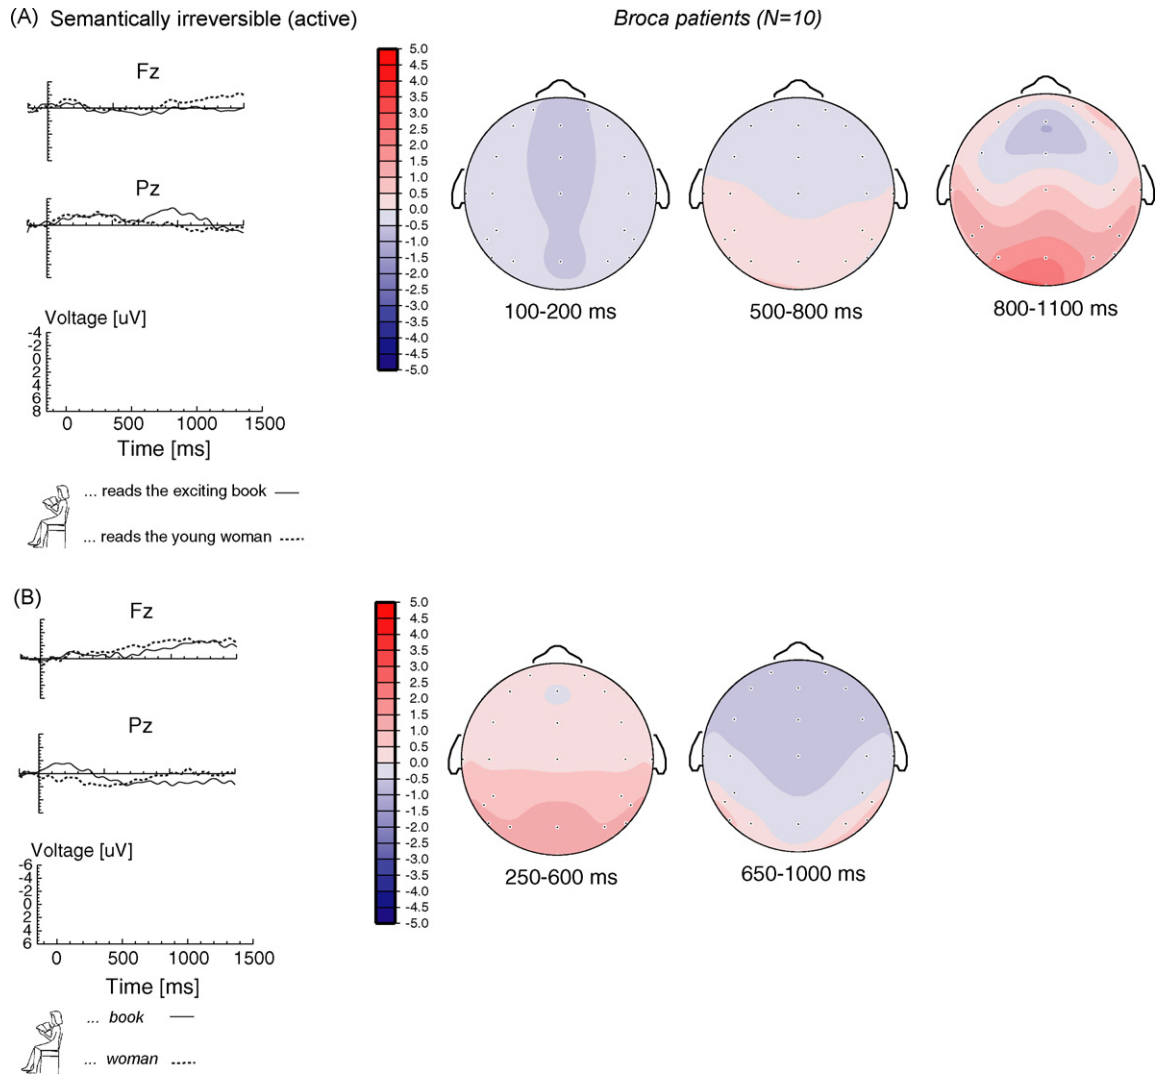 (A) Semantically irreversible (active)
Broca patients (N=10)
Fz
Pz
Voltage [uV]
-4
-2
0
2
4
6
8
0 500 1000 1500
Time [ms]
... reads the exciting book
... reads the young woman
5.0
4.5
4.0
3.5
3.0
2.5
2.0
1.5
1.0
0.5
0.0
-0.5
-1.0
-1.5
-2.0
-2.5
-3.0
-3.5
-4.0
-4.5
-5.0
100-200 ms
500-800 ms
800-1100 ms
(B)
Fz
Pz
Voltage [uV]
-6
-4
-2
0
2
4
6
0 500 1000 1500
Time [ms]
... book
... woman
5.0
4.5
4.0
3.5
3.0
2.5
2.0
1.5
1.0
0.5
0.0
-0.5
-1.0
-1.5
-2.0
-2.5
-3.0
-3.5
-4.0
-4.5
-5.0
250-600 ms
650-1000 ms